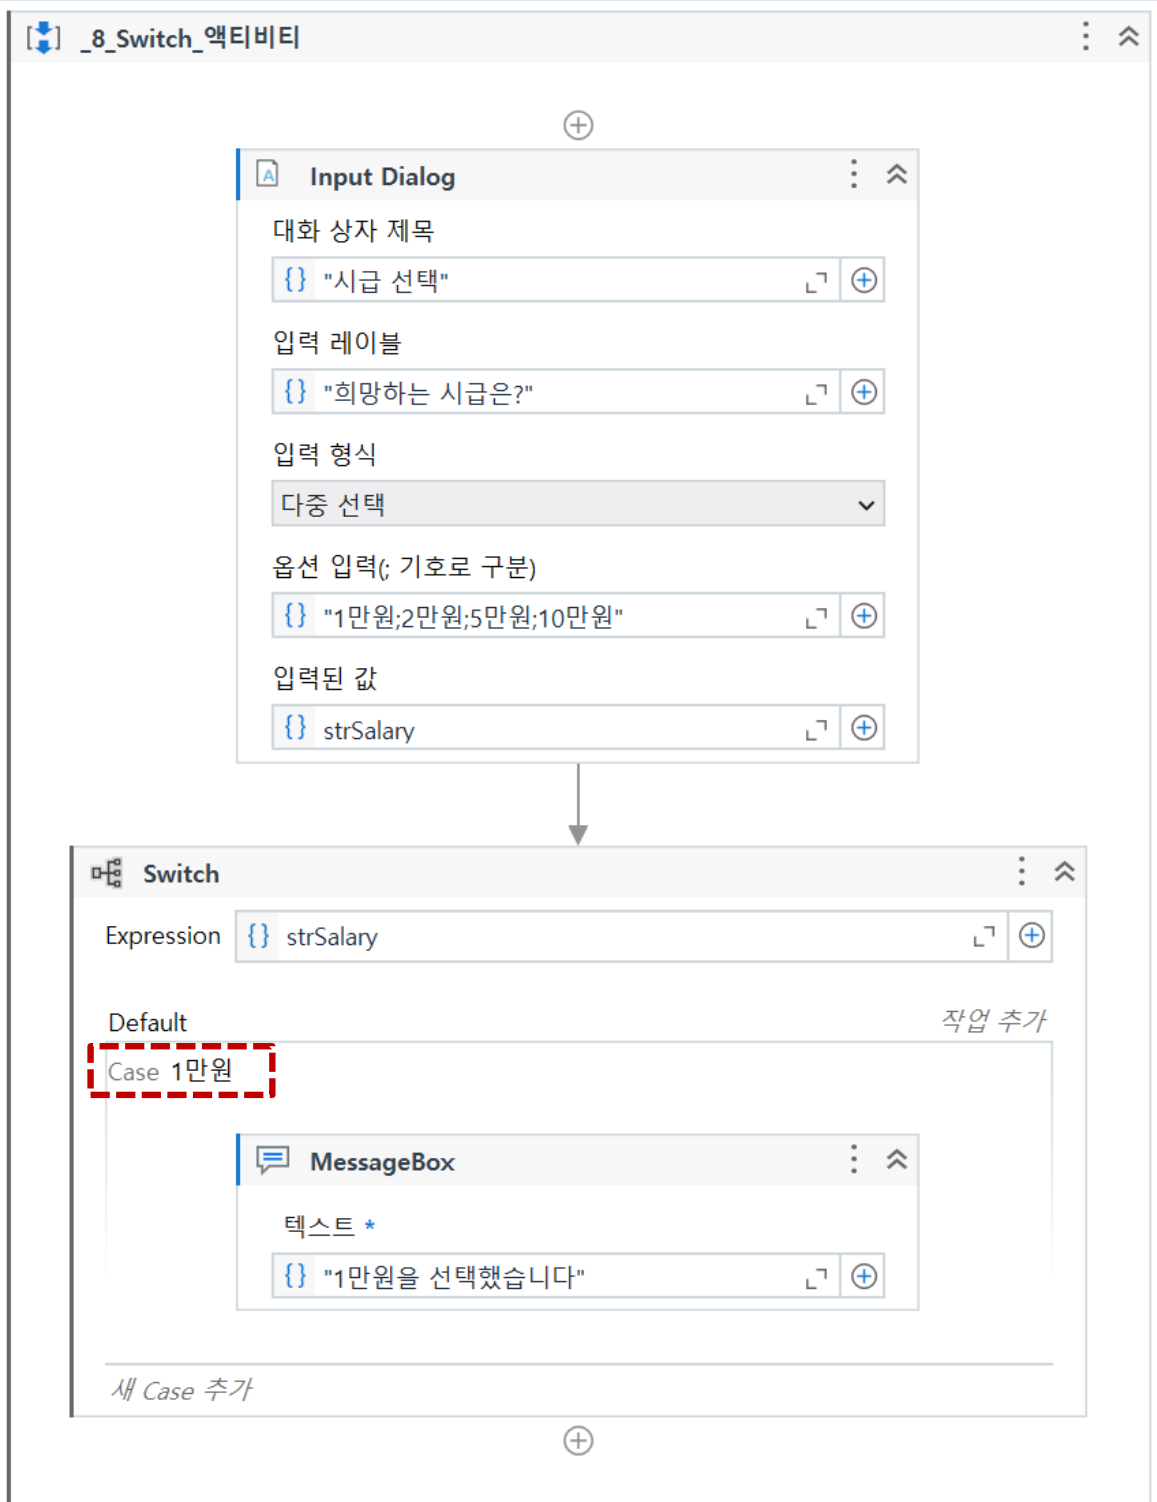 _8_Switch_액티비티
Input Dialog
대화 상자 제목
{} "시급 선택"
입력 레이블
{} "희망하는 시급은?"
입력 형식
다중 선택
옵션 입력(; 기호로 구분)
{} "1만원;2만원;5만원;10만원"
입력된 값
{} strSalary
Switch
Expression {} strSalary
Default 작업 추가
Case 1만원
MessageBox
텍스트 *
{} "1만원을 선택했습니다"
새 Case 추가